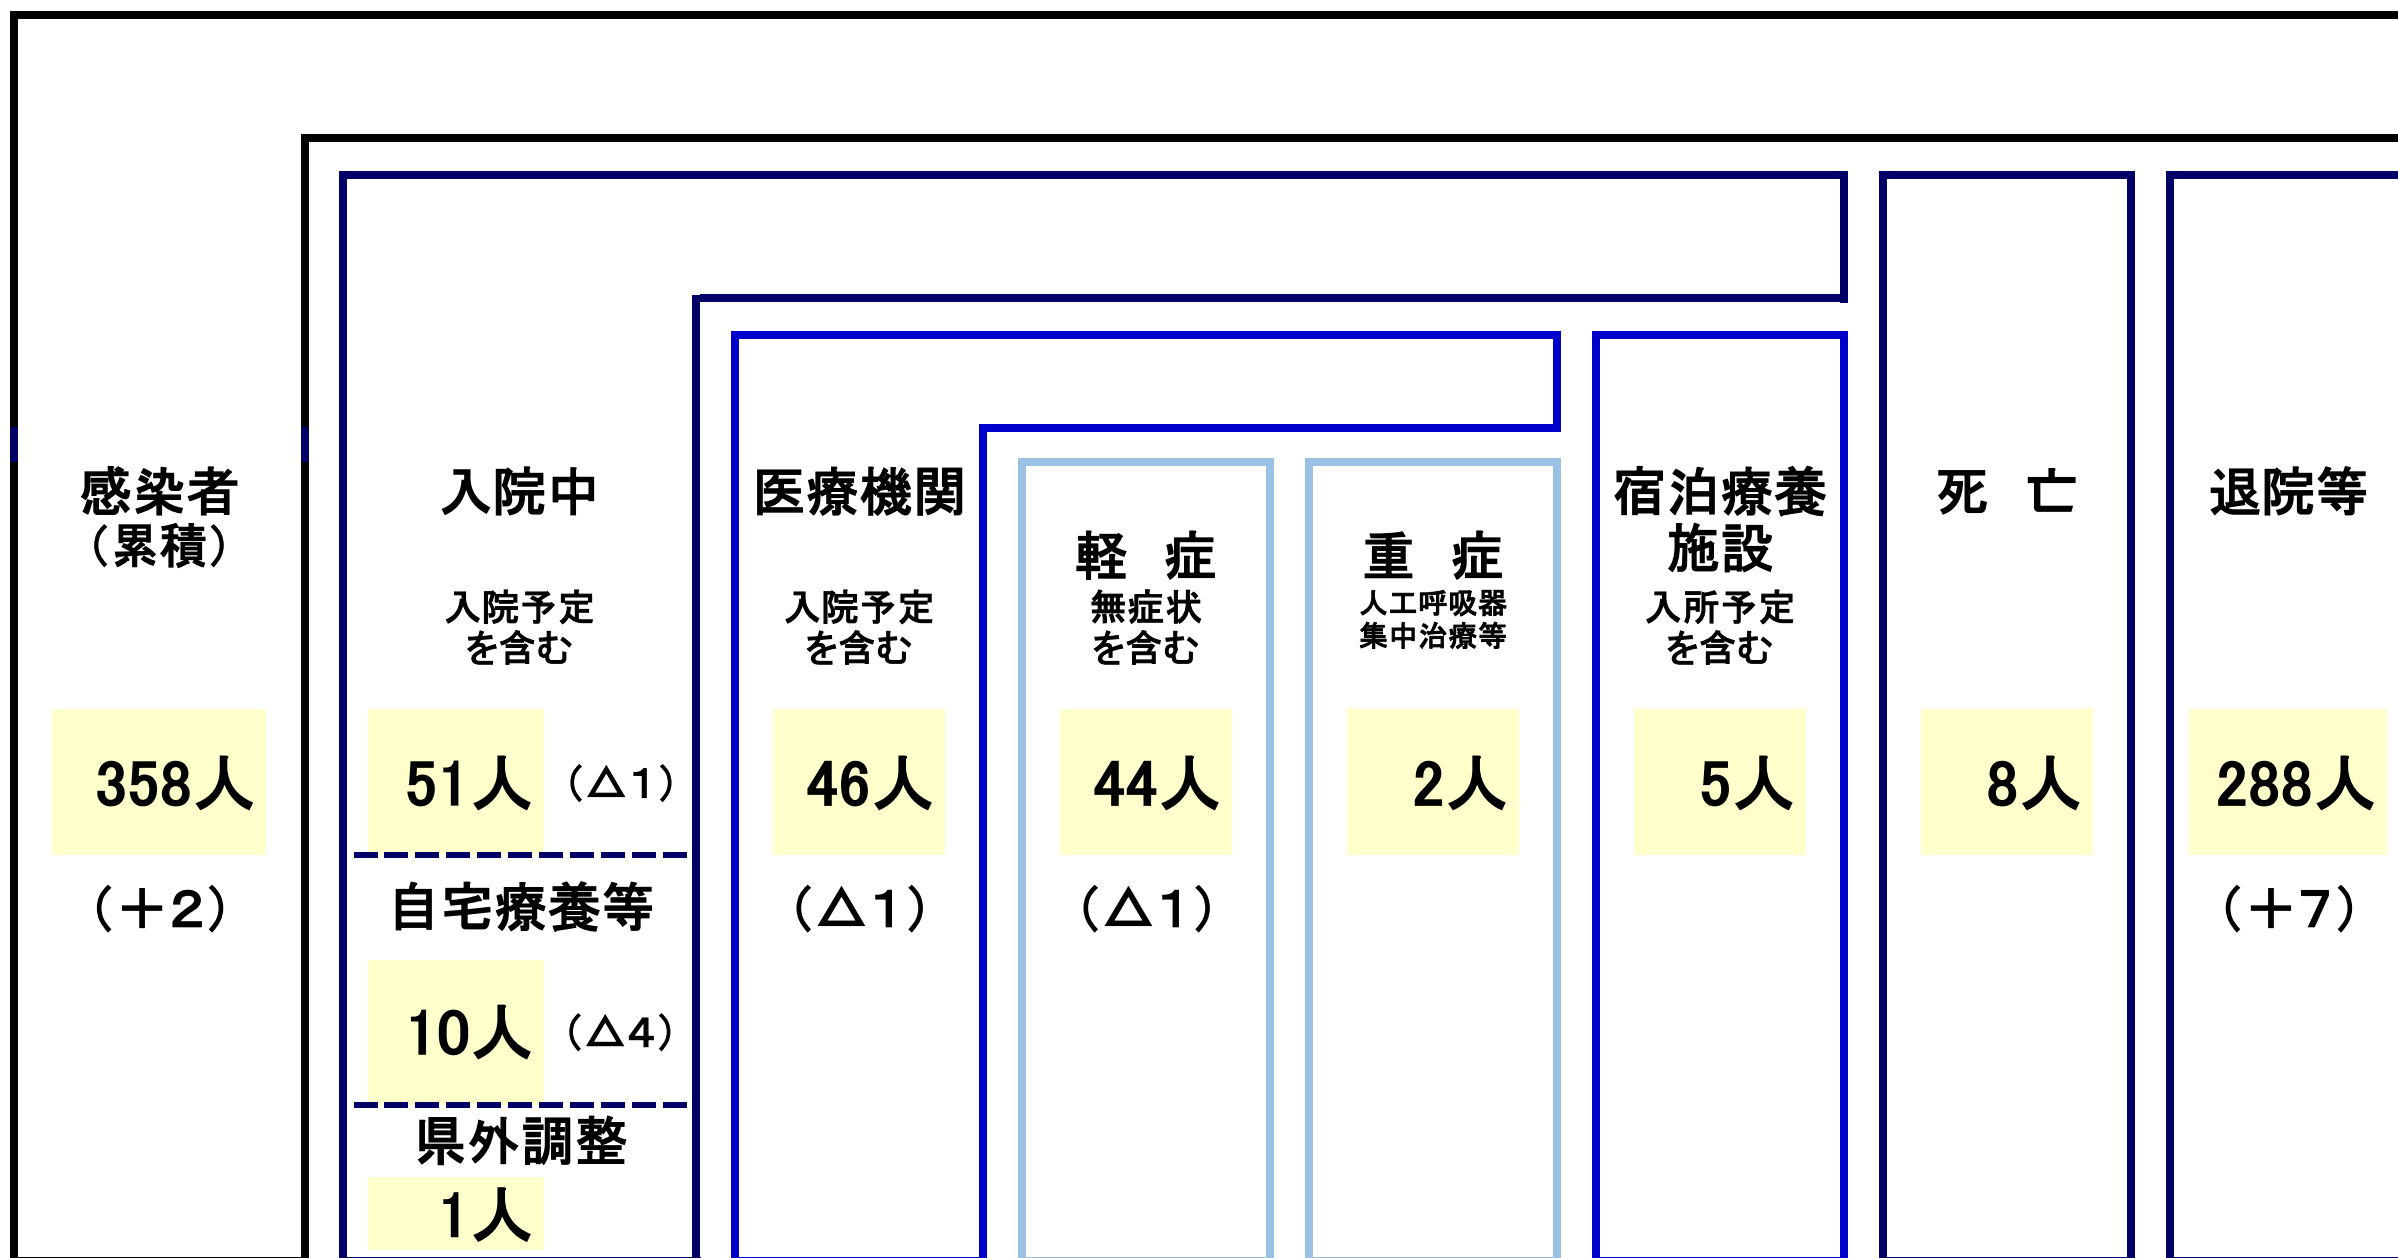 感染者
（累積）
358人
（＋2）
入院中
入院予定
を含む
51人 （△1）
自宅療養等
10人 （△4）
県外調整
1人
医療機関
入院予定
を含む
46人
（△1）
軽 症
無症状
を含む
44人
（△1）
重 症
人工呼吸器
集中治療等
2人
宿泊療養
施設
入所予定
を含む
5人
死 亡
8人
退院等
288人
（＋7）